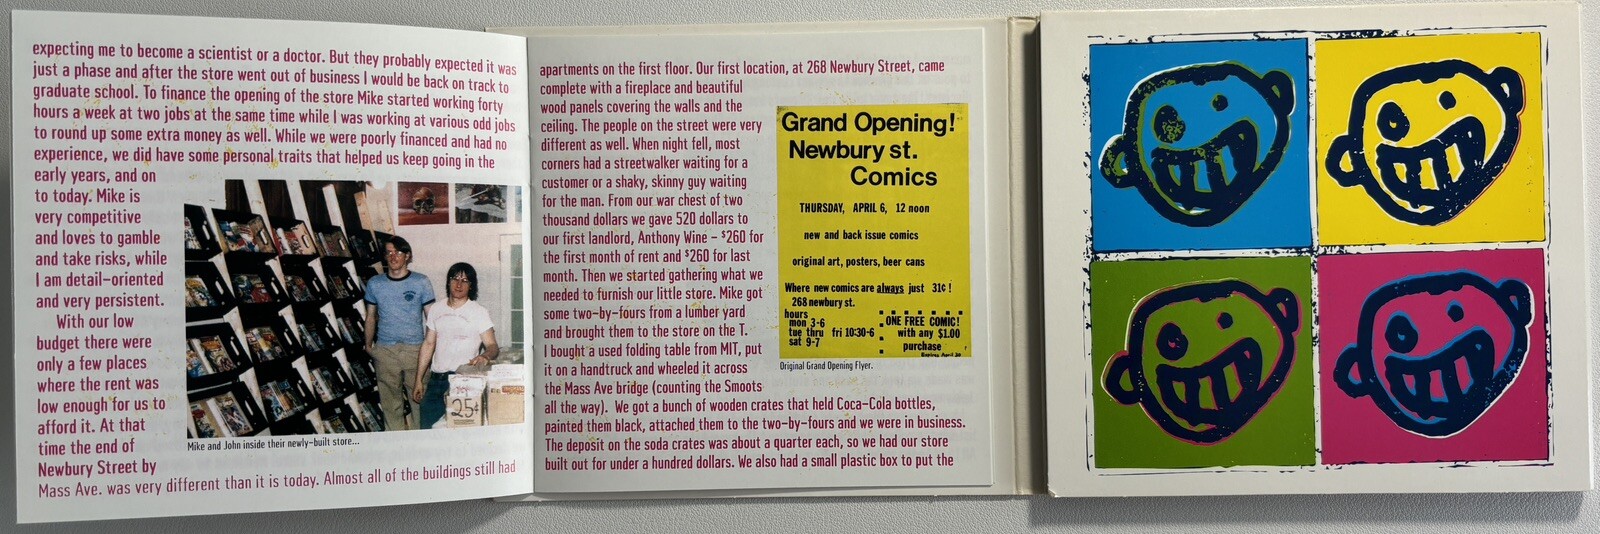 expecting me to become a scientist or a doctor. But they probably expected it was
just a phase and after the store went out of business I would be back on track to
graduate school. To finance the opening of the store Mike started working forty
hours a week at two jobs at the same time while I was working at various odd jobs
to round up some extra money as well. While we were poorly financed and had no
experience, we did have some personal traits that helped us keep going in the
early years, and on
to today. Mike is
very competitive
and loves to gamble
and take risks, while
I am detail-oriented
and very persistent.
With our low
budget there were
only a few places
where the rent was
low enough for us to
afford it. At that
time the end of
Newbury Street by
Mass Ave. was very different than it is today. Almost all of the buildings still had
25¢
Mike and John inside their newly-built store...
apartments on the first floor. Our first location, at 268 Newbury Street, came
complete with a fireplace and beautiful
wood panels covering the walls and the
ceiling. The people on the street were very
different as well. When night fell, most
corners had a streetwalker waiting for a
customer or a shaky, skinny guy waiting
for the man. From our war chest of two
thousand dollars we gave 520 dollars to
our first landlord, Anthony Wine – $260 for
the first month of rent and $260 for last
month. Then we started gathering what we
needed to furnish our little store. Mike got
some two-by-fours from a lumber yard
and brought them to the store on the T.
I bought a used folding table from MIT, put
it on a handtruck and wheeled it across
the Mass Ave bridge (counting the Smoots
all the way). We got a bunch of wooden crates that held Coca-Cola bottles,
painted them black, attached them to the two-by-fours and we were in business.
The deposit on the soda crates was about a quarter each, so we had our store
built out for under a hundred dollars. We also had a small plastic box to put the
Grand Opening!
Newbury st.
Comics
THURSDAY, APRIL 6, 12 noon
new and back issue comics
original art, posters, beer cans
Where new comics are always just 31¢!
268 newbury st.
hours
mon 3-6
tue thru fri 10:30-6
sat 9-7
ONE FREE COMIC!
with any $1.00
purchase
Expires April 30
Original Grand Opening Flyer.